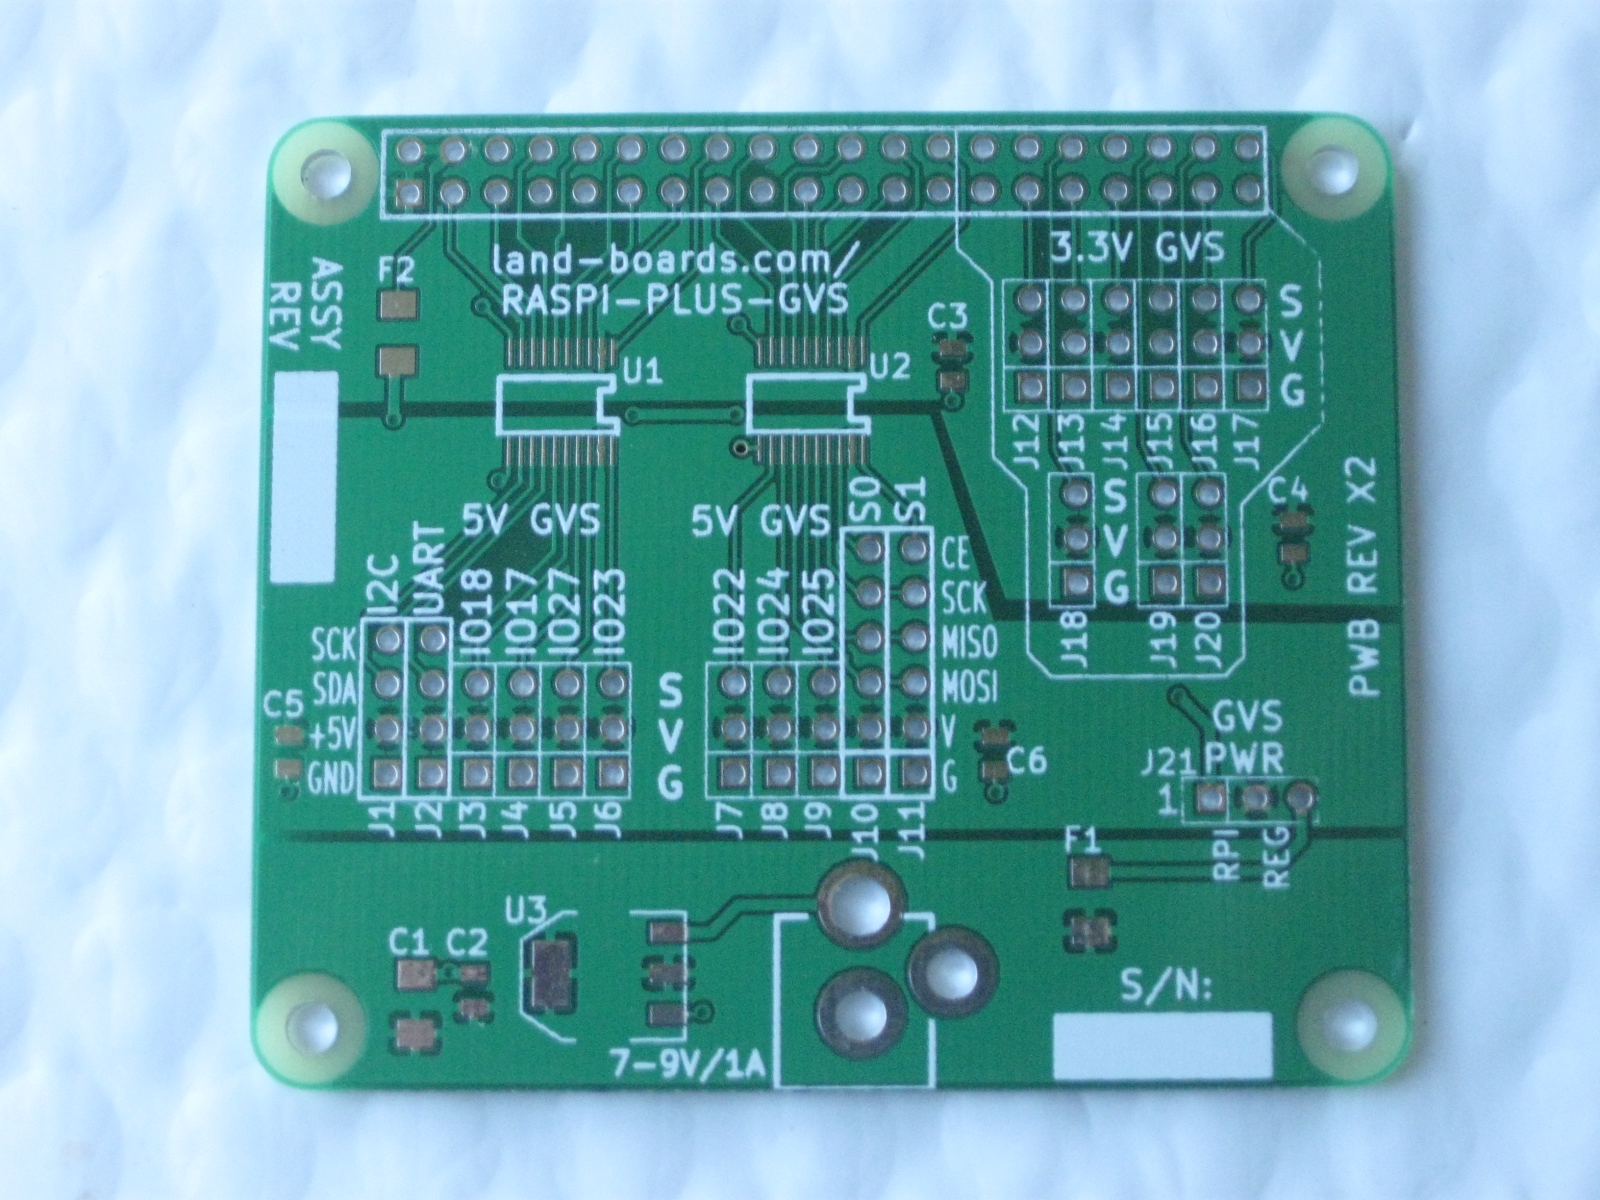 land-boards.com/
RASPI-PLUS-GVS
F2
ASSY
REV
U1
U2
C3
3.3V GVS
S
V
G
J12
J13
J14
J15
J16
J17
S
V
G
J18
J19
J20
C4
PWB REV X2
5V GVS
5V GVS
I2C
UART
IO18
IO17
IO27
IO23
IO22
IO24
IO25
S0
S1
CE
SCK
MISO
MOSI
V
G
SCK
SDA
+5V
GND
C5
S
V
G
J1
J2
J3
J4
J5
J6
J7
J8
J9
J10
J11
C6
GVS
J21 PWR
1
RPI
REG
F1
U3
C1
C2
7-9V/1A
S/N: